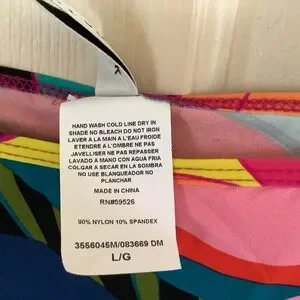 HAND WASH COLD LINE DRY IN
SHADE NO BLEACH DO NOT IRON
LAVER A LA MAIN A L'EAU FROIDE
ETENDRE A L'OMBRE NE PAS
JAVELLISER NE PAS REPASSER
LAVADO A MANO CON AGUA FRIA
COLGAR A SECAR EN LA SOMBRA
NO USE BLANQUEADOR NO
PLANCHAR
MADE IN CHINA
RN#59526
90% NYLON 10% SPANDEX
3556045M/083669 DM
L/G